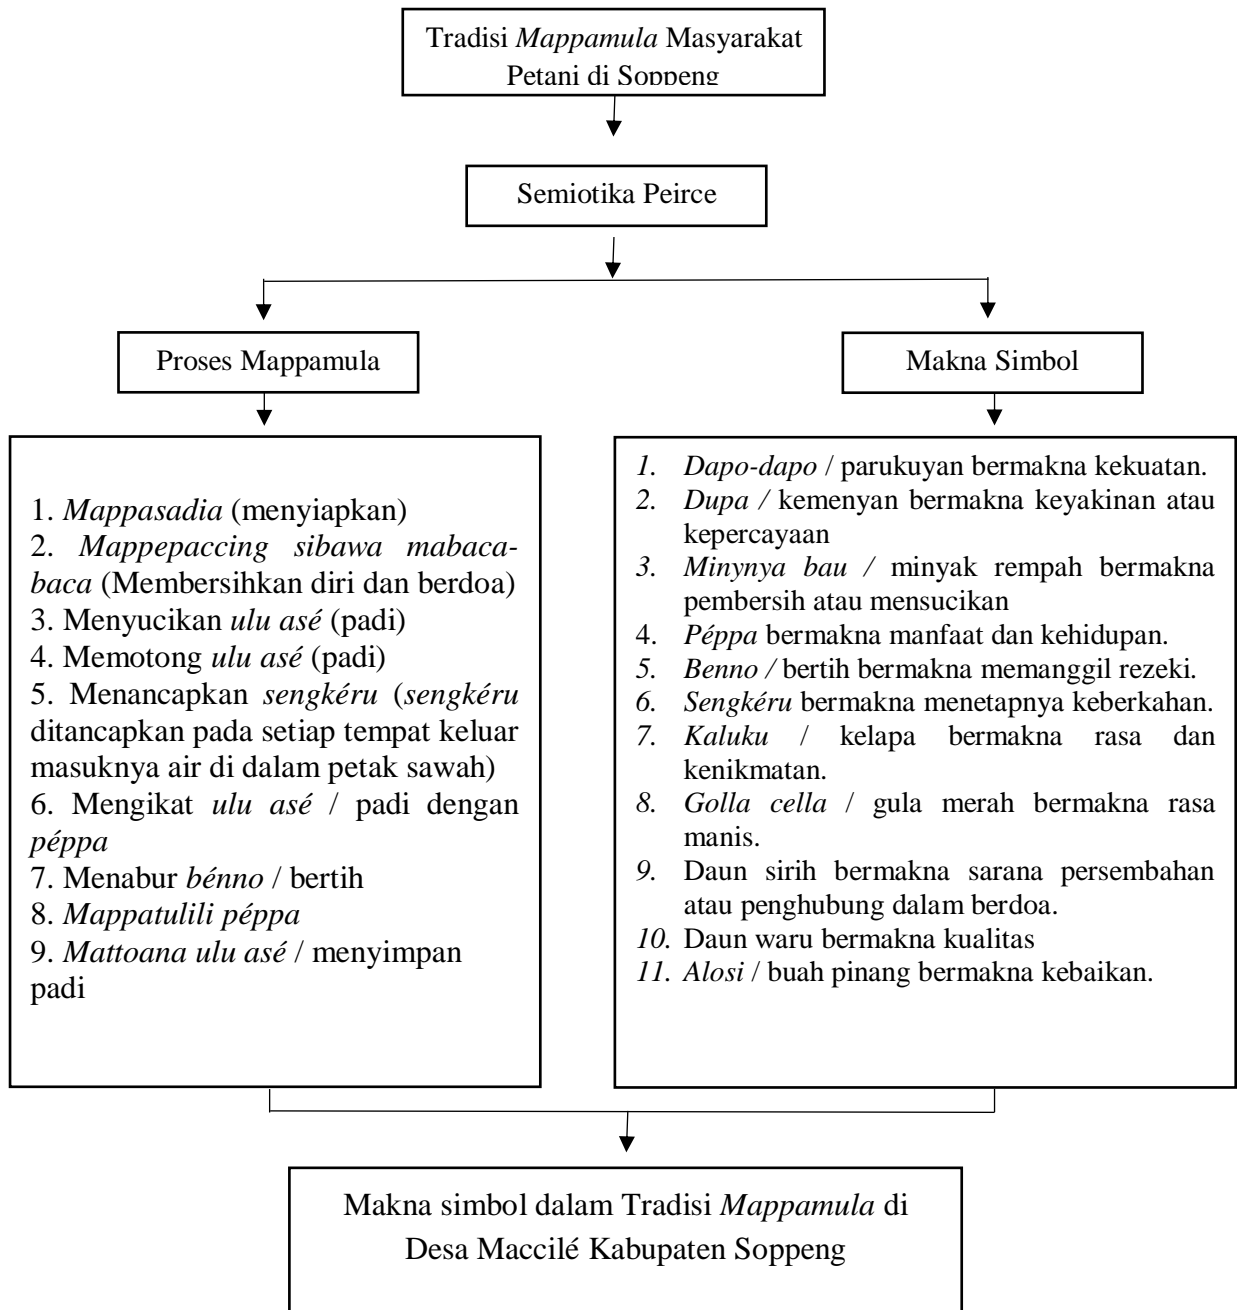 Tradisi Mappamula Masyarakat
Petani di Soppeng
Semiotika Peirce
Proses Mappamula
Makna Simbol
1. Mappasadia (menyiapkan)
2. Mappepaccing sibawa mabaca-
baca (Membersihkan diri dan berdoa)
3. Menyucikan ulu asé (padi)
4. Memotong ulu asé (padi)
5. Menancapkan sengkéru (sengkéru
ditancapkan pada setiap tempat keluar
masuknya air di dalam petak sawah)
6. Mengikat ulu asé / padi dengan
péppa
7. Menabur bénno / bertih
8. Mappatulili péppa
9. Mattoana ulu asé / menyimpan
padi
1. Dapo-dapo / parukuyan bermakna kekuatan.
2. Dupa / kemenyan bermakna keyakinan atau
kepercayaan
3. Minynya bau / minyak rempah bermakna
pembersih atau mensucikan
4. Péppa bermakna manfaat dan kehidupan.
5. Benno / bertih bermakna memanggil rezeki.
6. Sengkéru bermakna menetapnya keberkahan.
7. Kaluku / kelapa bermakna rasa dan
kenikmatan.
8. Golla cella / gula merah bermakna rasa
manis.
9. Daun sirih bermakna sarana persembahan
atau penghubung dalam berdoa.
10. Daun waru bermakna kualitas
11. Alosi / buah pinang bermakna kebaikan.
Makna simbol dalam Tradisi Mappamula di
Desa Maccilé Kabupaten Soppeng